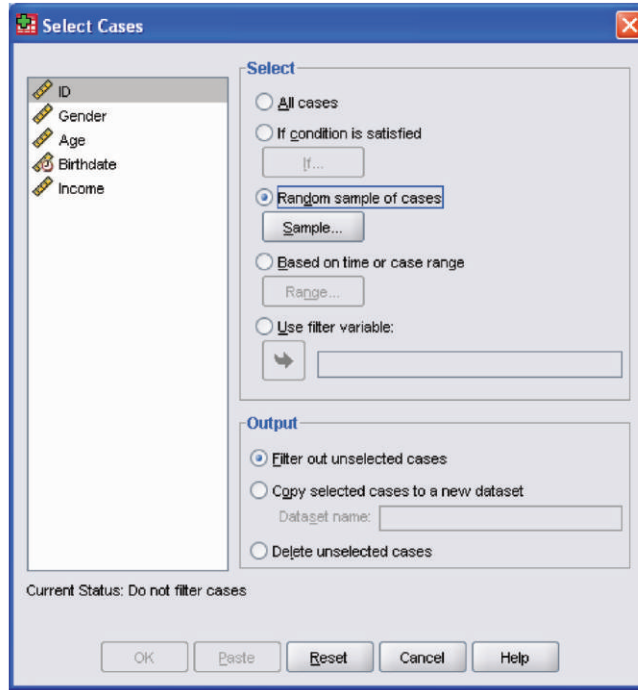 Select Cases
ID
Gender
Age
Birthdate
Income
Select
All cases
If condition is satisfied
If...
Random sample of cases
Sample...
Based on time or case range
Range...
Use filter variable:
Output
Filter out unselected cases
Copy selected cases to a new dataset
Dataset name:
Delete unselected cases
Current Status: Do not filter cases
OK Paste Reset Cancel Help